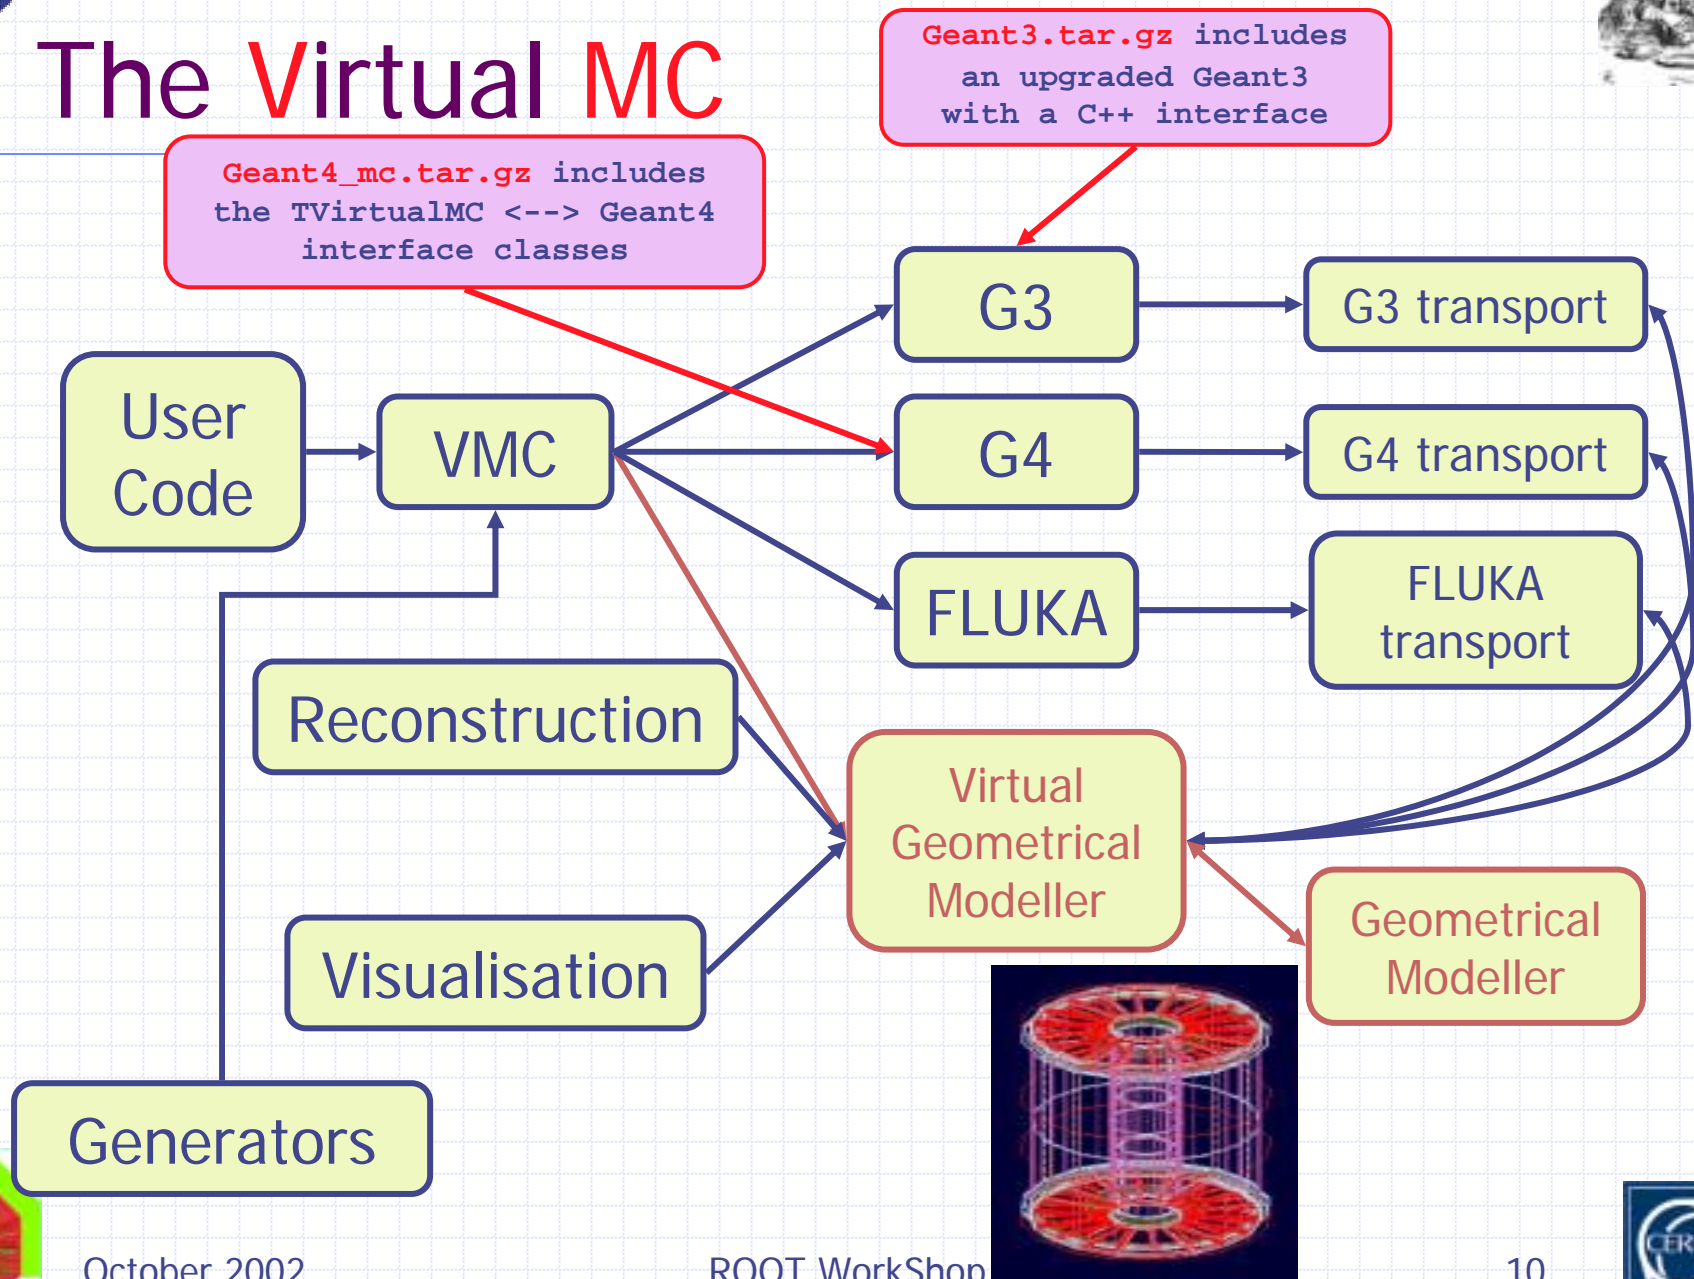 The Virtual MC
Geant3.tar.gz includes
an upgraded Geant3
with a C++ interface
Geant4_mc.tar.gz includes
the TVirtualMC <--> Geant4
interface classes
G3
G3 transport
User
Code
VMC
G4
G4 transport
FLUKA
FLUKA
transport
Reconstruction
Virtual
Geometrical
Modeller
Geometrical
Modeller
Visualisation
Generators
October 2002
ROOT WorkShop
10